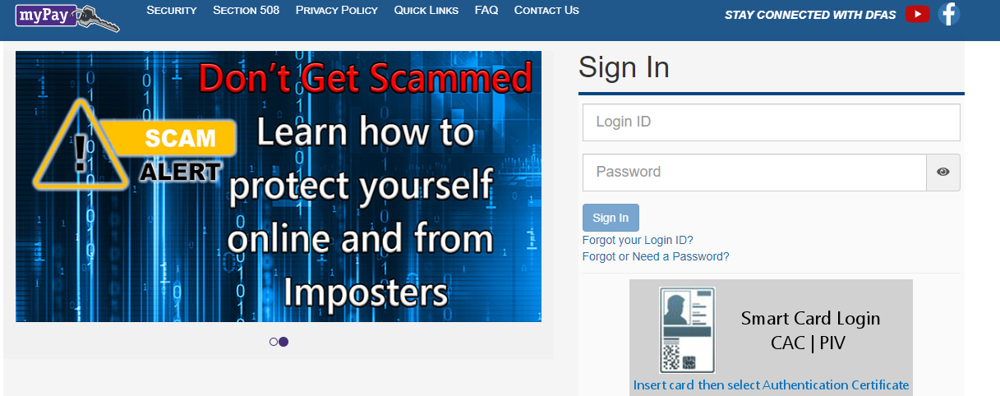 myPay
Security Section 508 Privacy Policy Quick Links FAQ Contact Us
STAY CONNECTED WITH DFAS
Don't Get Scammed
SCAM
ALERT
Learn how to
protect yourself
online and from
Imposters
Sign In
Login ID
Password
Sign In
Forgot your Login ID?
Forgot or Need a Password?
Smart Card Login
CAC | PIV
Insert card then select Authentication Certificate